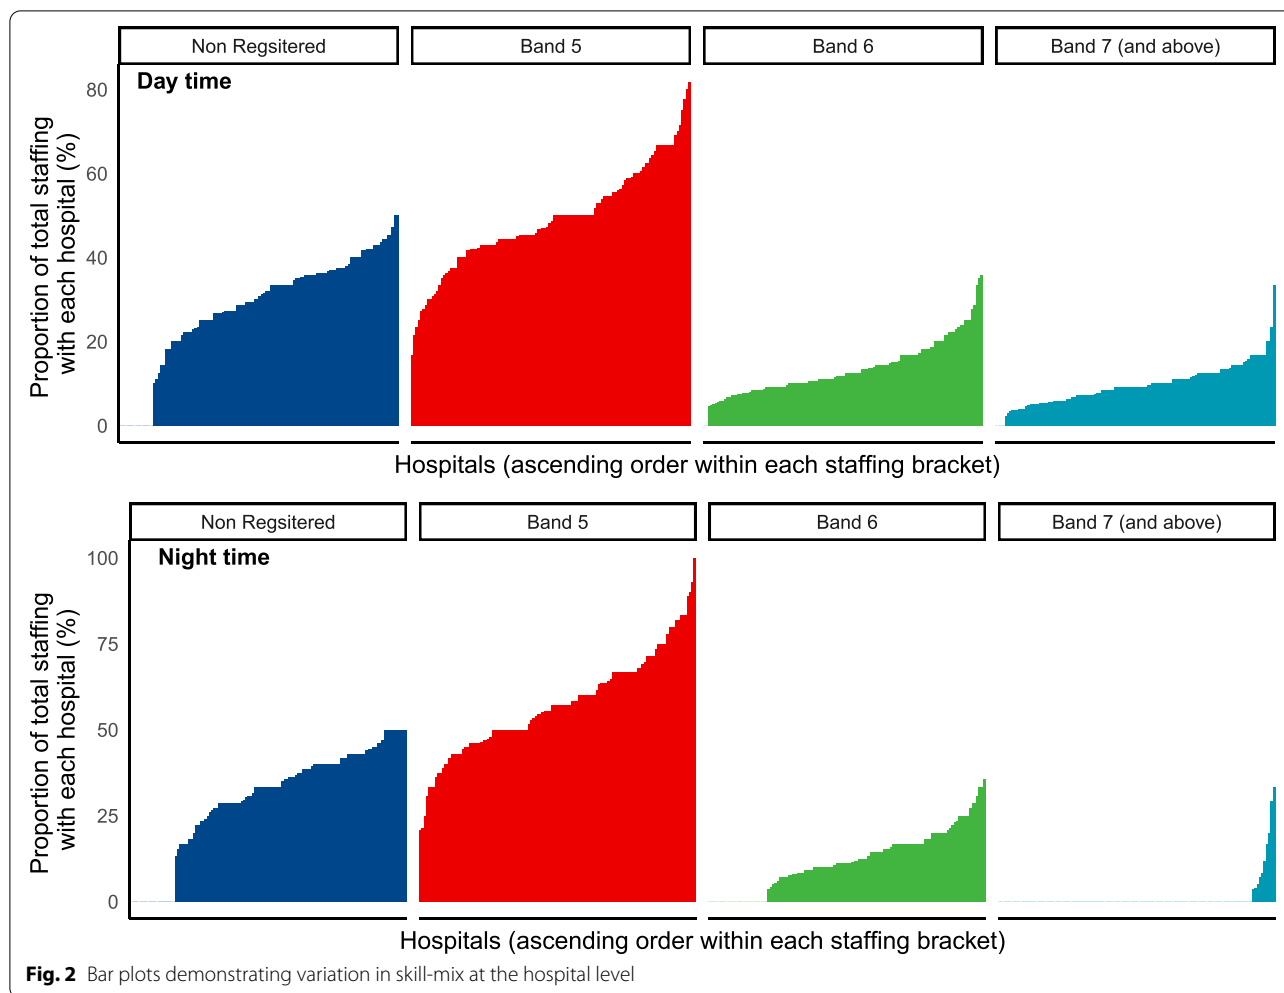 Non Regsitered
Band 5
Band 6
Band 7 (and above)
Day time
Proportion of total staffing
with each hospital (%)
80
60
40
20
0
Hospitals (ascending order within each staffing bracket)
Non Regsitered
Band 5
Band 6
Band 7 (and above)
Night time
Proportion of total staffing
with each hospital (%)
100
75
50
25
0
Hospitals (ascending order within each staffing bracket)
Fig. 2 Bar plots demonstrating variation in skill-mix at the hospital level